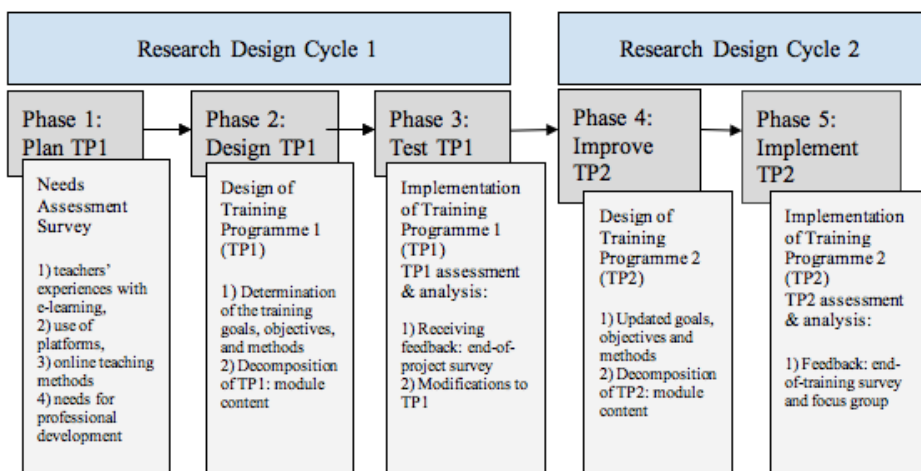 Research Design Cycle 1
Research Design Cycle 2
Phase 1:
Plan TP1
Needs
Assessment
Survey
1) teachers'
experiences with
e-learning,
2) use of
platforms,
3) online teaching
methods
4) needs for
professional
development
Phase 2:
Design TP1
Design of
Training
Programme 1
(TP1)
1) Determination
of the training
goals, objectives,
and methods
2) Decomposition
of TP1: module
content
Phase 3:
Test TP1
Implementation
of Training
Programme 1
(TP1)
TP1 assessment
& analysis:
1) Receiving
feedback: end-of-
project survey
2) Modifications to
TP1
Phase 4:
Improve
TP2
Design of
Training
Programme 2
(TP2)
1) Updated goals,
objectives and
methods
2) Decomposition
of TP2: module
content
Phase 5:
Implement
TP2
Implementation
of Training
Programme 2
(TP2)
TP2 assessment
& analysis:
1) Feedback: end-
of-training survey
and focus group